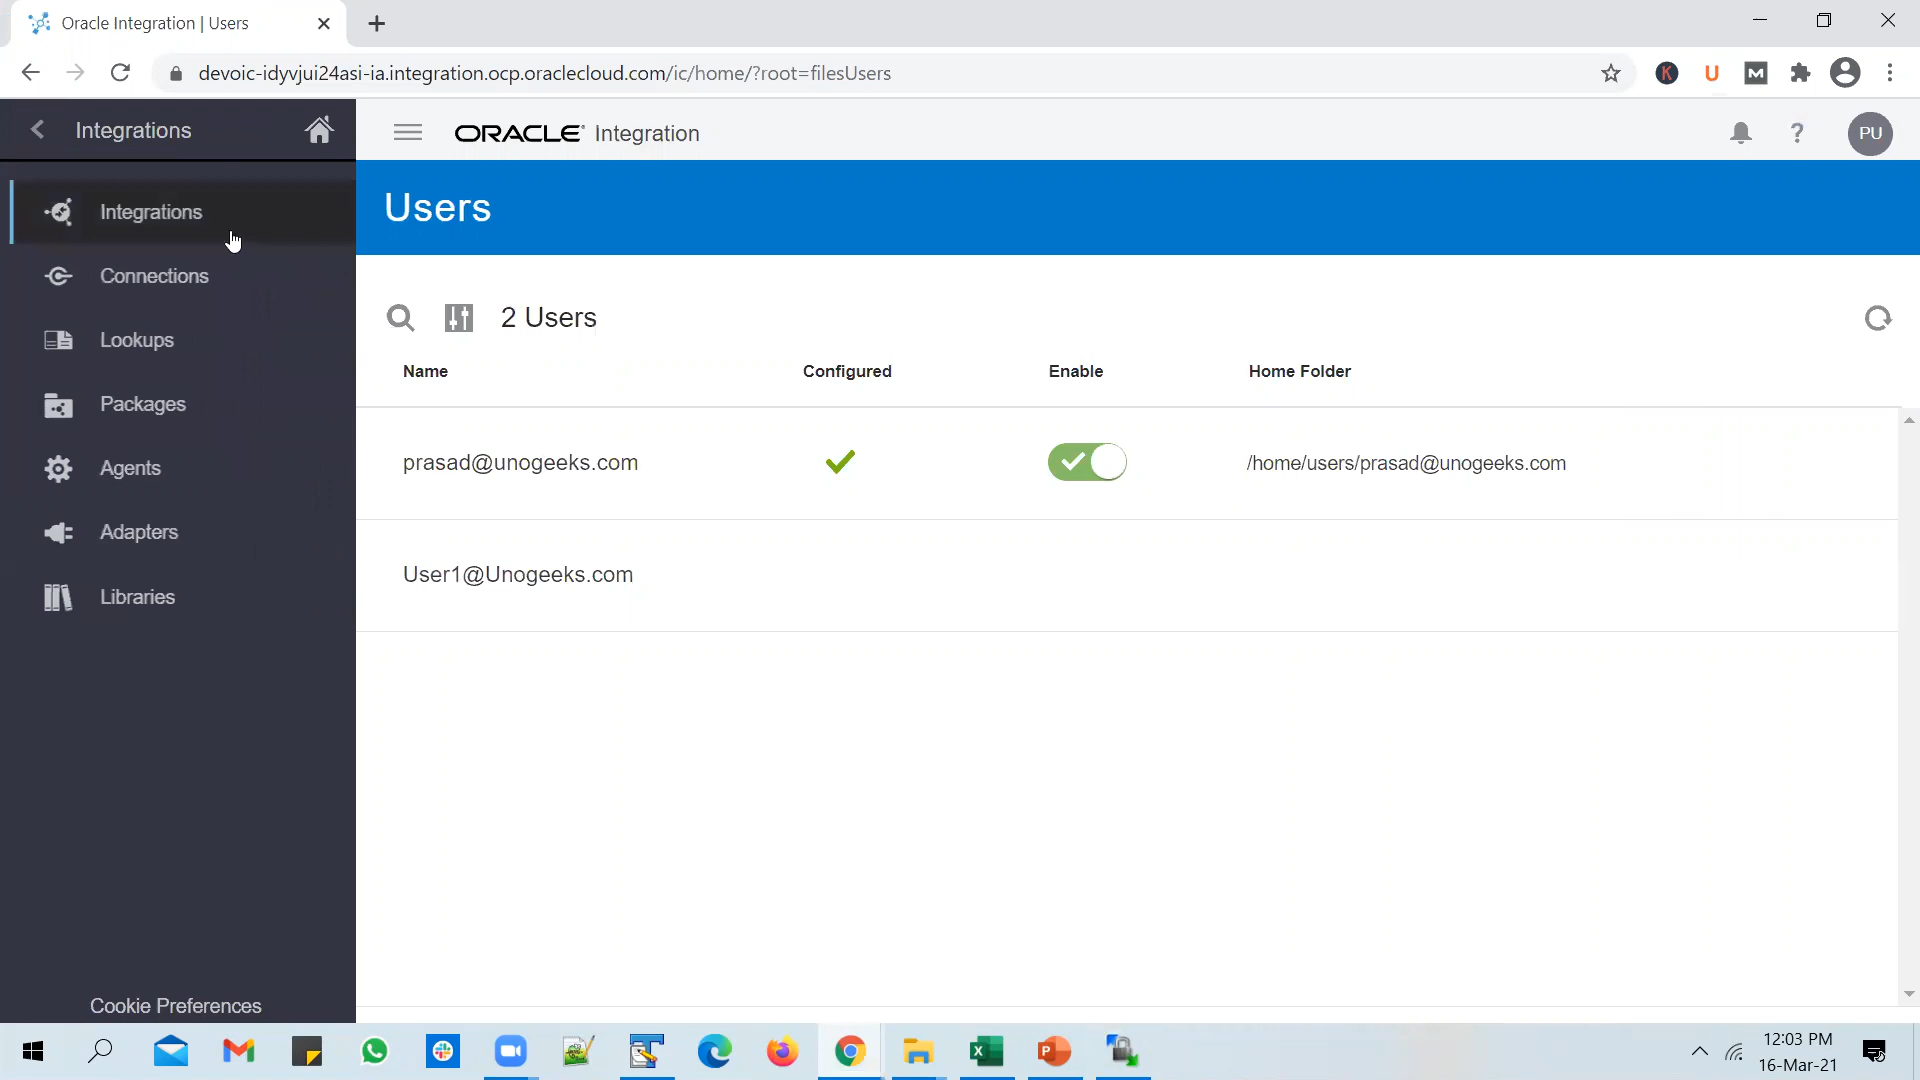 Oracle Integration | Users
devoic-idyvjui24asi-ia.integration.ocp.oraclecloud.com/ic/home/?root=filesUsers
K U M
Integrations
ORACLE Integration
? PU
Integrations
Connections
Lookups
Packages
Agents
Adapters
Libraries
Cookie Preferences
Users
2 Users
Name Configured Enable Home Folder
prasad@unogeeks.com /home/users/prasad@unogeeks.com
User1@Unogeeks.com
12:03 PM
16-Mar-21